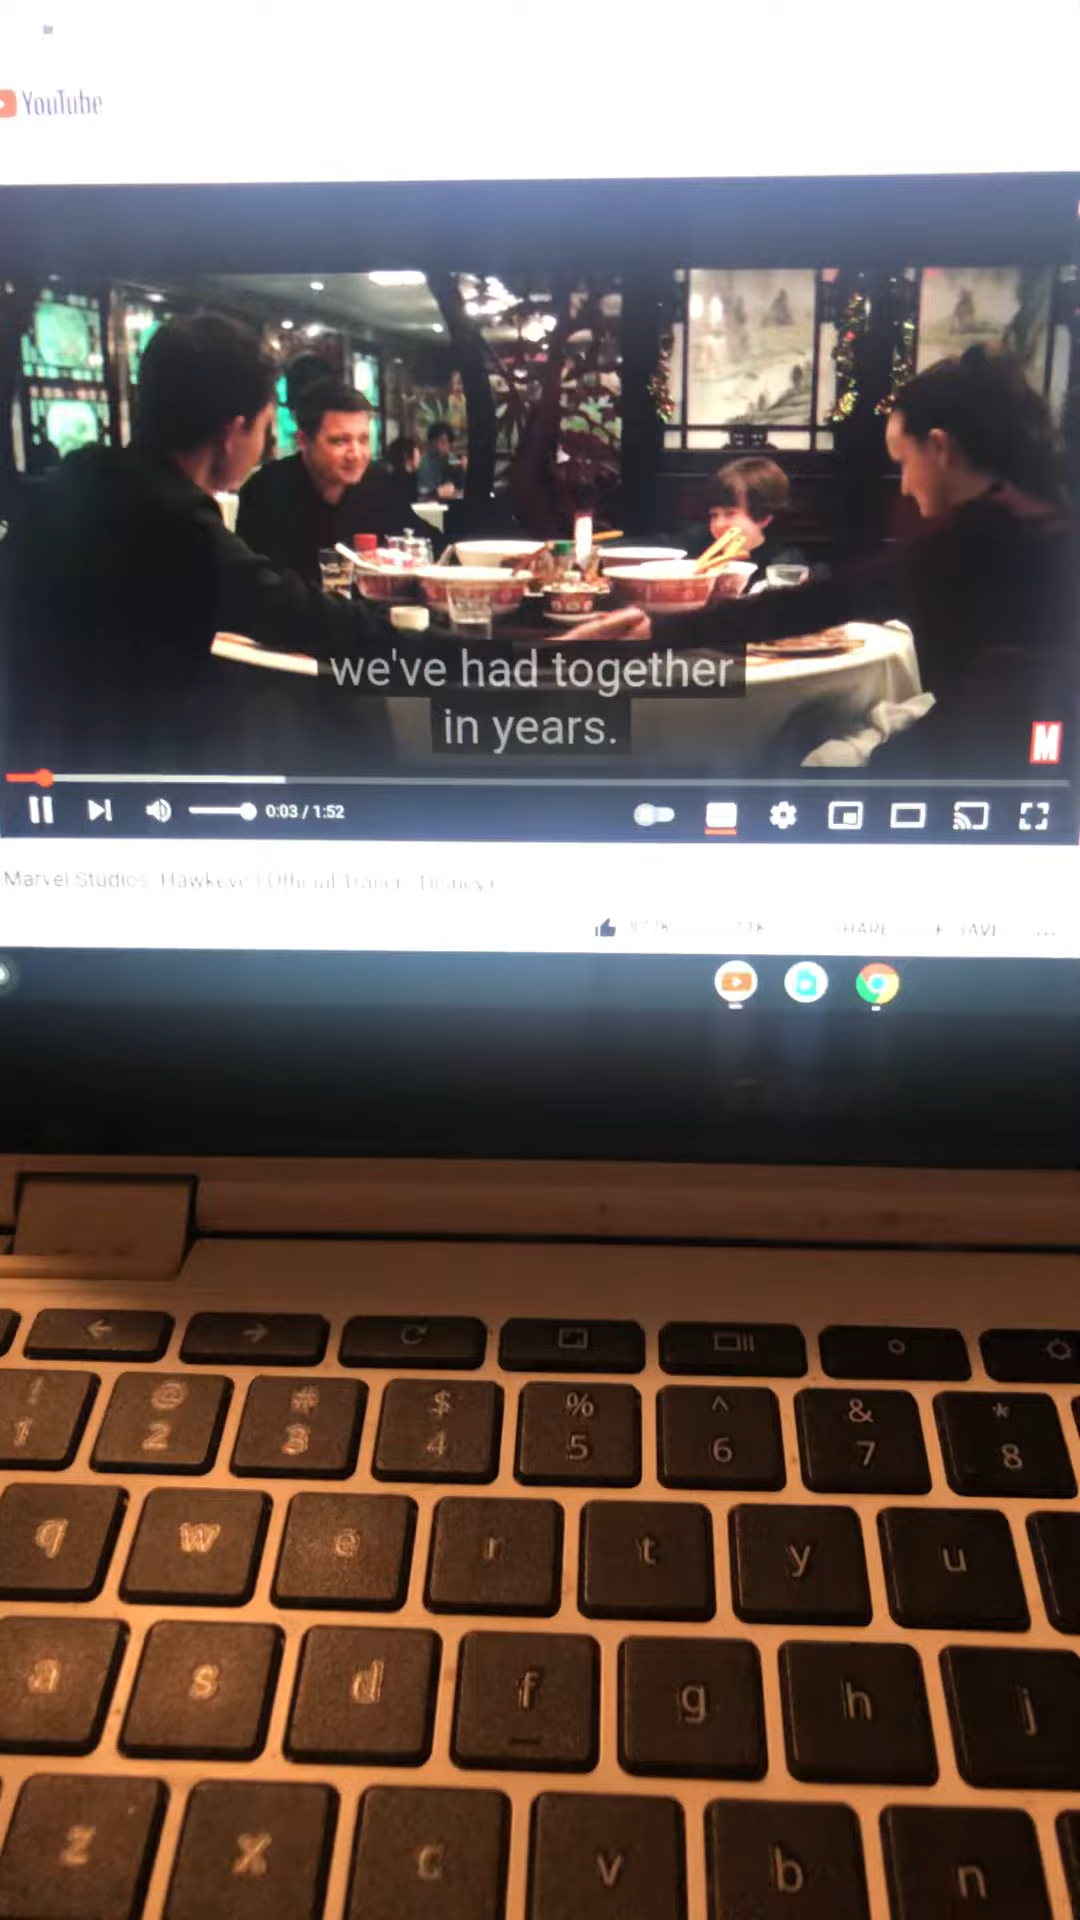 YouTube
we've had together
in years.
M
0:03 / 1:52
Marvel Studios' Hawkeye | Official Trailer | Disney+
SHARE SAVE ...
! @ # $ % ^ & *
1 2 3 4 5 6 7 8
q w e r t y u
a s d f g h j
z x c v b n